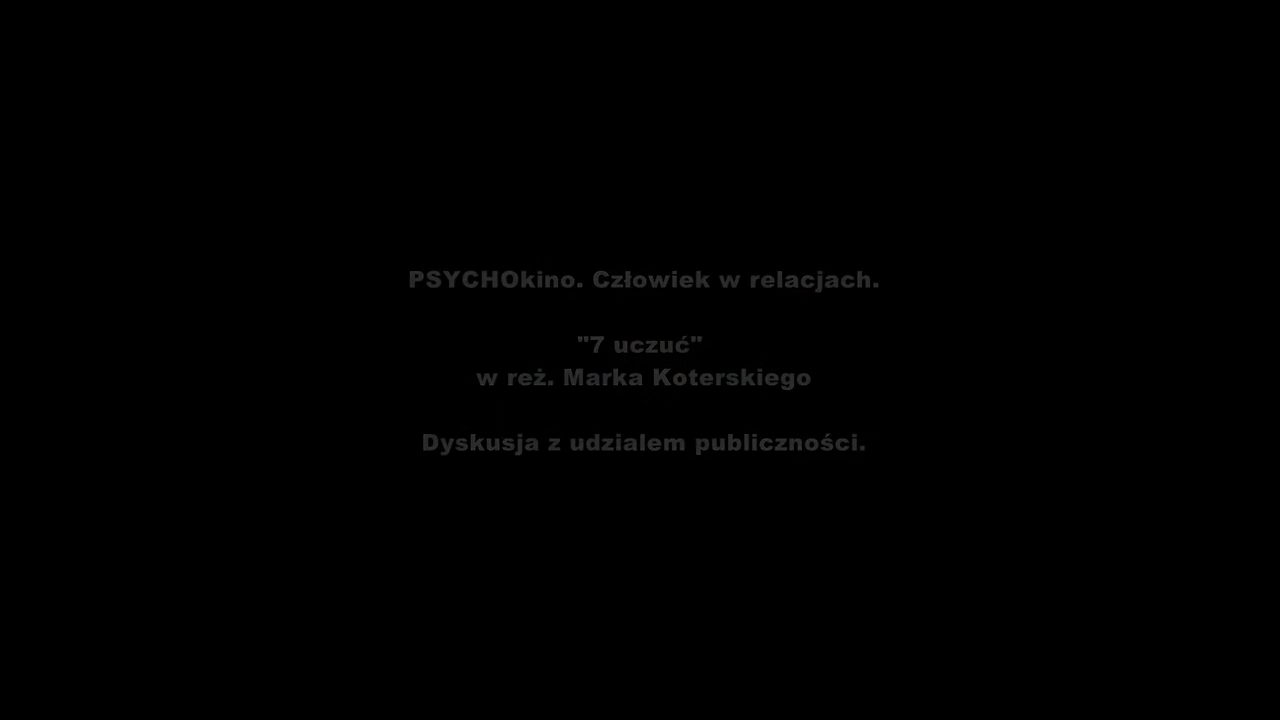 PSYCHOkino. Człowiek w relacjach.
"7 uczuć"
w reż. Marka Koterskiego
Dyskusja z udzialem publiczności.